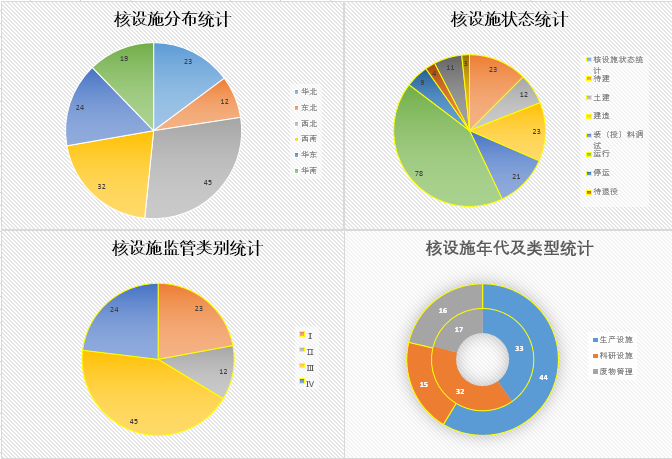 核设施分布统计
23
12
45
32
24
19
华北
东北
西北
西南
华东
华南
核设施状态统计
23
12
23
21
78
11
3
核设施状态统
计
待建
土建
建造
装（投）料调
试
运行
停运
待退役
核设施监管类别统计
23
12
45
24
I
II
III
IV
核设施年代及类型统计
33
44
32
15
17
16
生产设施
科研设施
废物管理